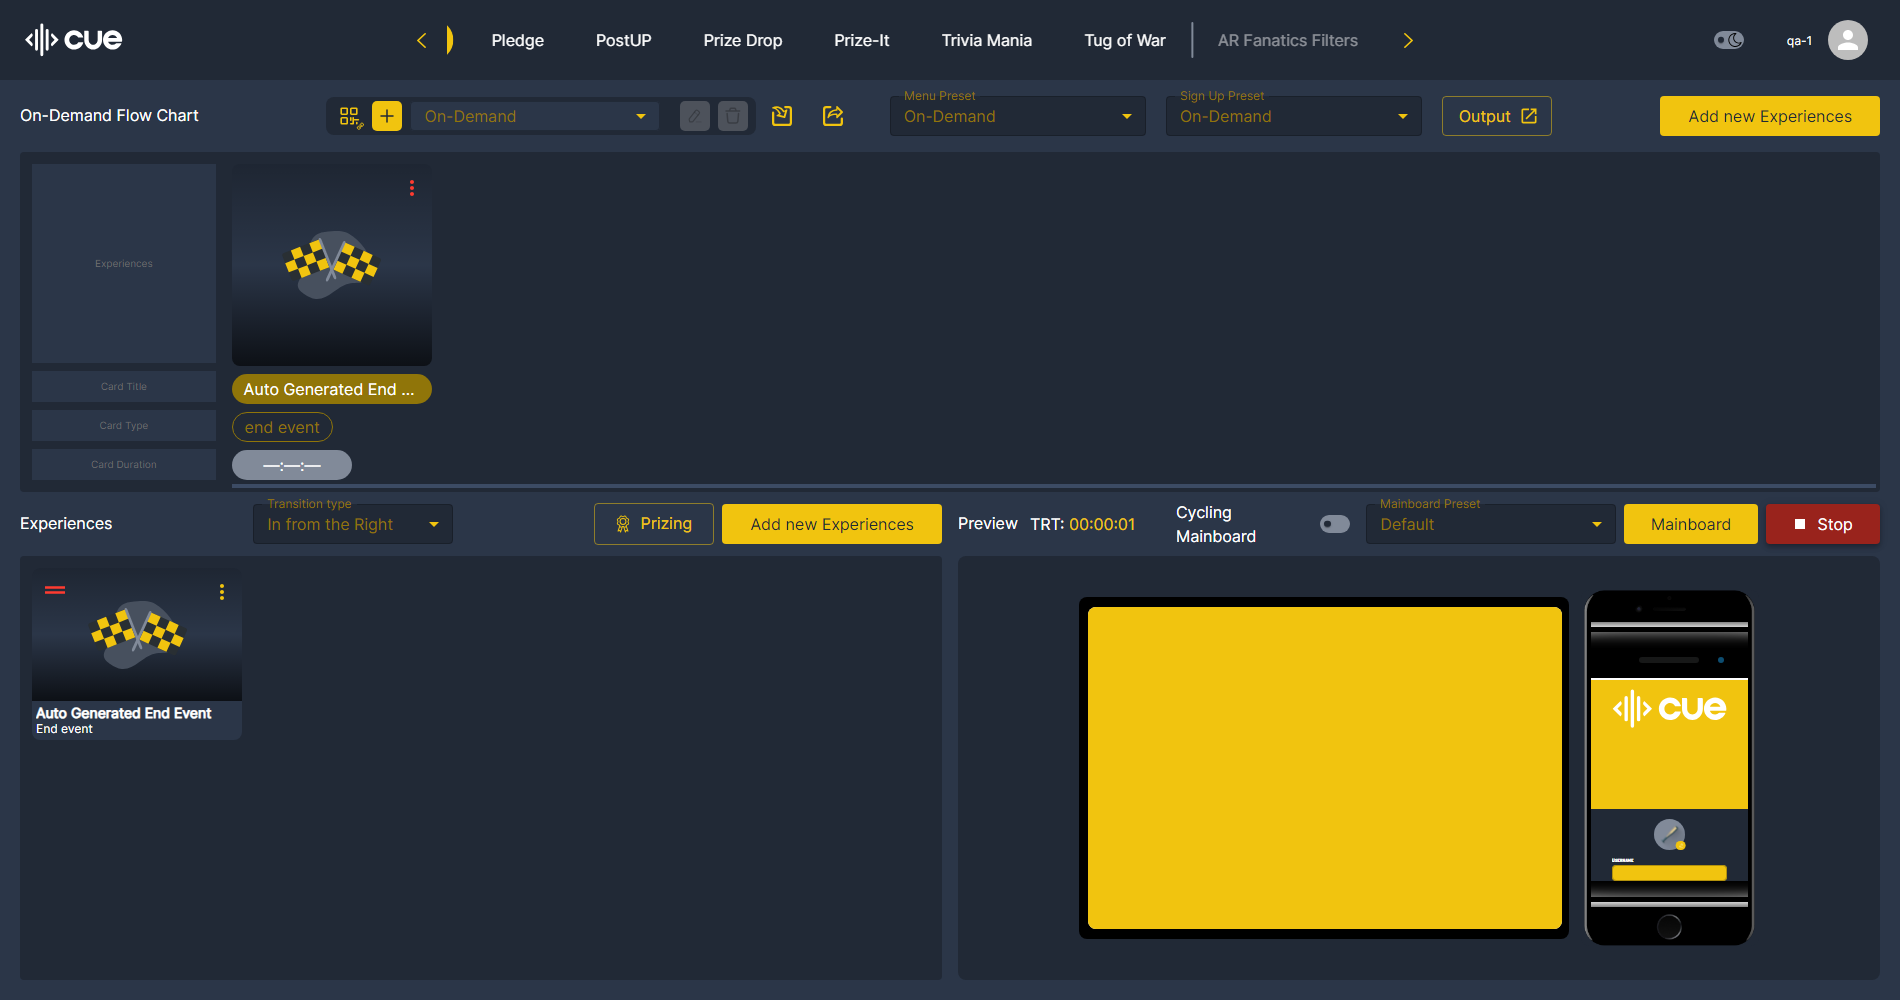 cue
Pledge
PostUP
Prize Drop
Prize-It
Trivia Mania
Tug of War
AR Fanatics Filters
qa-1
On-Demand Flow Chart
On-Demand
Menu Preset
On-Demand
Sign Up Preset
On-Demand
Output
Add new Experiences
Experiences
Card Title
Card Type
Card Duration
Auto Generated End ...
end event
—:—:—
Experiences
Transition type
In from the Right
Prizing
Add new Experiences
Preview
TRT: 00:00:01
Cycling
Mainboard
Mainboard Preset
Default
Mainboard
Stop
Auto Generated End Event
End event
cue
USERNAME